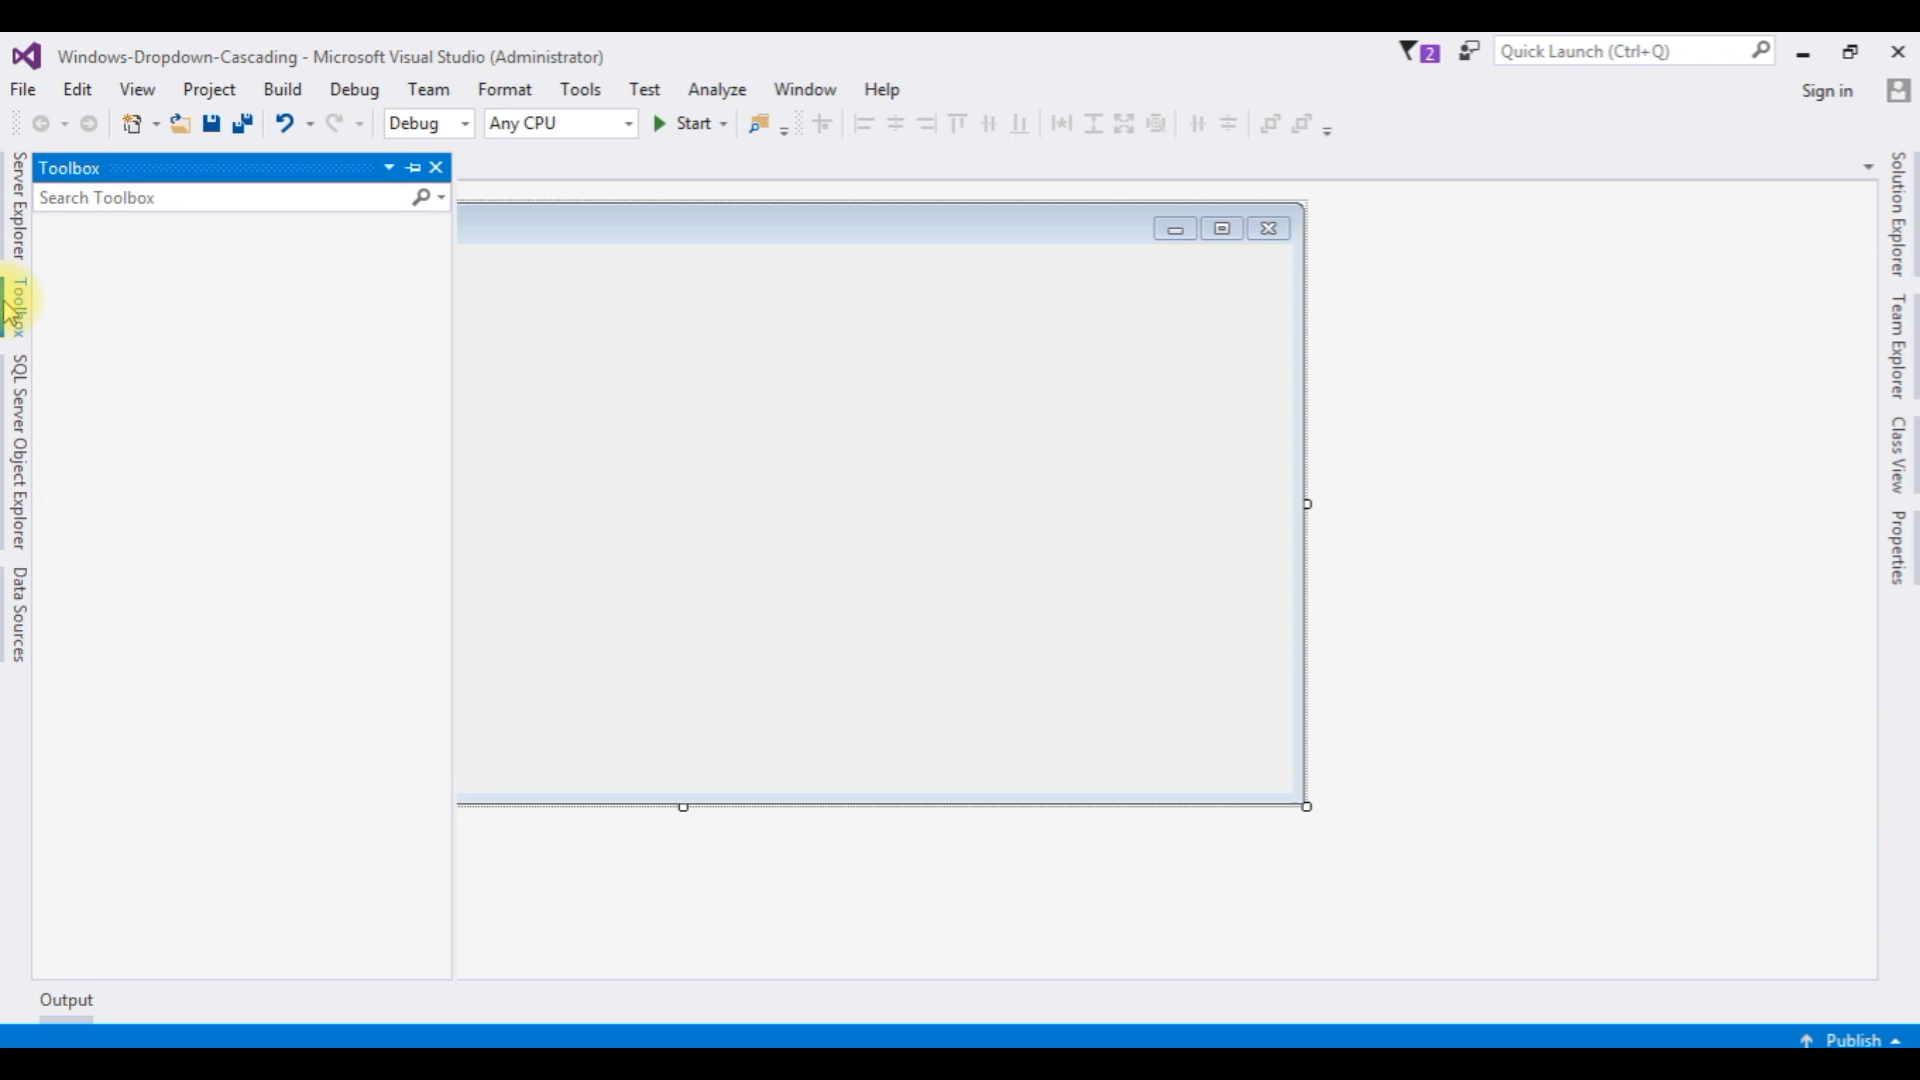 Windows-Dropdown-Cascading - Microsoft Visual Studio (Administrator)
2
Quick Launch (Ctrl+Q)
File Edit View Project Build Debug Team Format Tools Test Analyze Window Help
Sign in
Debug
Any CPU
Start
Toolbox
Search Toolbox
Server Explorer
Toolbox
SQL Server Object Explorer
Data Sources
Solution Explorer
Team Explorer
Class View
Properties
Output
Publish